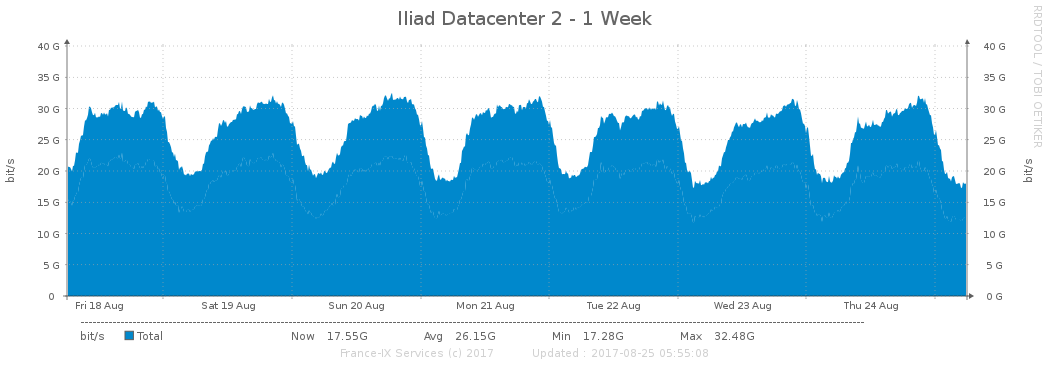 Iliad Datacenter 2 - 1 Week
RRDTOOL / TOBI OETIKER
40 G 40 G
35 G 35 G
30 G 30 G
25 G 25 G
20 G 20 G
15 G 15 G
10 G 10 G
5 G 5 G
0 0 G
bit/s
bit/s
Fri 18 Aug Sat 19 Aug Sun 20 Aug Mon 21 Aug Tue 22 Aug Wed 23 Aug Thu 24 Aug
bit/s Total Now 17.55G Avg 26.15G Min 17.28G Max 32.48G
France-IX Services (c) 2017 Updated : 2017-08-25 05:55:08